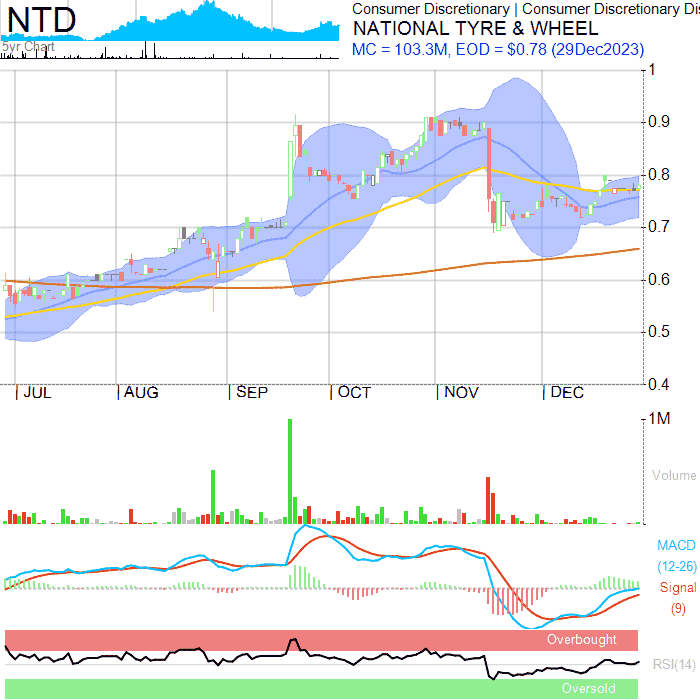 NTD
5yr Chart
Consumer Discretionary | Consumer Discretionary Dis
NATIONAL TYRE & WHEEL
MC = 103.3M, EOD = $0.78 (29Dec2023)
1
0.9
0.8
0.7
0.6
0.5
0.4
JUL
AUG
SEP
OCT
NOV
DEC
1M
Volume
MACD
(12-26)
Signal
(9)
Overbought
RSI(14)
Oversold